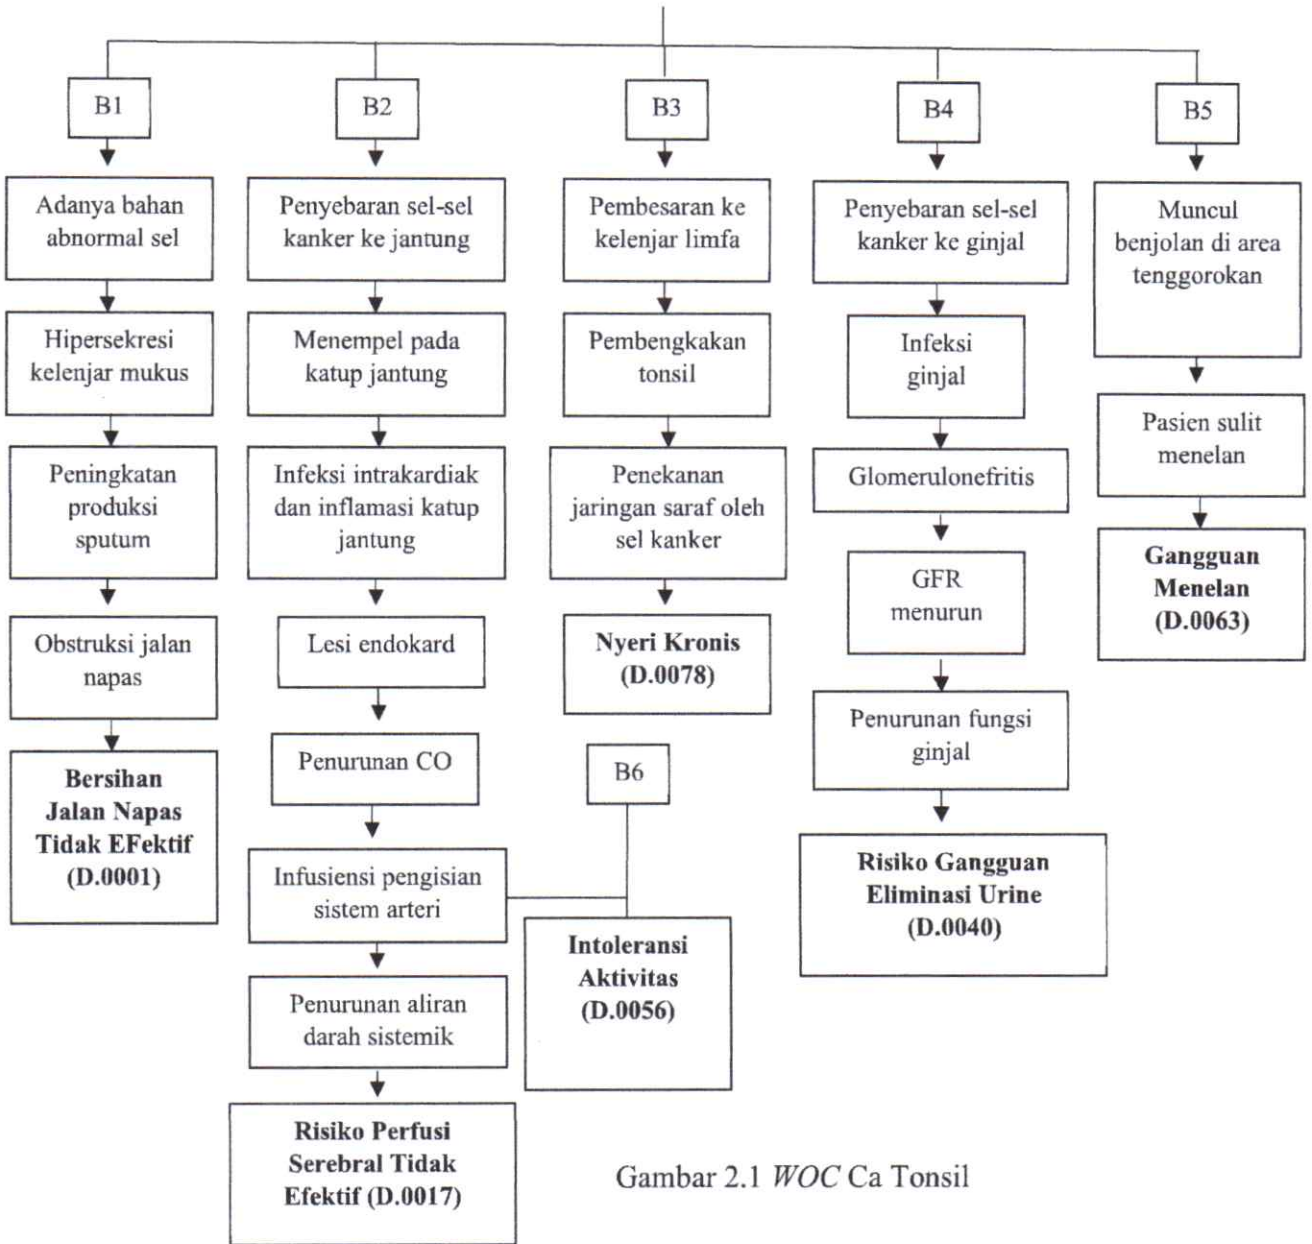 B1
Adanya bahan
abnormal sel
Hipersekresi
kelenjar mukus
Peningkatan
produksi
sputum
Obstruksi jalan
napas
Bersihan
Jalan Napas
Tidak EFektif
(D.0001)
B2
Penyebaran sel-sel
kanker ke jantung
Menempel pada
katup jantung
Infeksi intrakardiak
dan inflamasi katup
jantung
Lesi endokard
Penurunan CO
Infusiensi pengisian
sistem arteri
Penurunan aliran
darah sistemik
Risiko Perfusi
Serebral Tidak
Efektif (D.0017)
B3
Pembesaran ke
kelenjar limfa
Pembengkakan
tonsil
Penekanan
jaringan saraf oleh
sel kanker
Nyeri Kronis
(D.0078)
B6
Intoleransi
Aktivitas
(D.0056)
B4
Penyebaran sel-sel
kanker ke ginjal
Infeksi
ginjal
Glomerulonefritis
GFR
menurun
Penurunan fungsi
ginjal
Risiko Gangguan
Eliminasi Urine
(D.0040)
B5
Muncul
benjolan di area
tenggorokan
Pasien sulit
menelan
Gangguan
Menelan
(D.0063)
Gambar 2.1 WOC Ca Tonsil